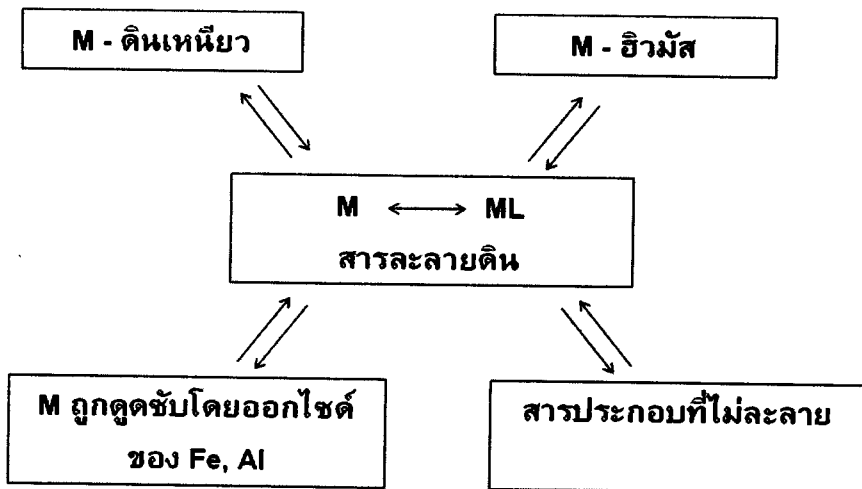 M - ดินเหนียว
M - ฮิวมัส
M ⟷ ML
สารละลายดิน
M ถูกดูดซับโดยออกไซด์
ของ Fe, Al
สารประกอบที่ไม่ละลาย